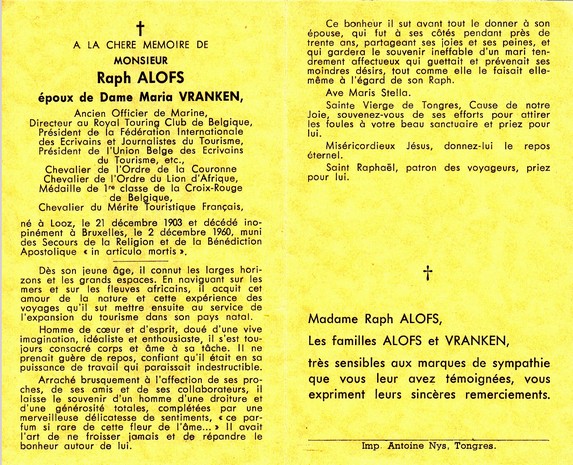 A LA CHERE MEMOIRE DE
MONSIEUR
Raph ALOFS
époux de Dame Maria VRANKEN,
Ancien Officier de Marine,
Directeur au Royal Touring Club de Belgique,
Président de la Fédération Internationale
des Ecrivains et Journalistes du Tourisme,
Président de l'Union Belge des Ecrivains
du Tourisme, etc.,
Chevalier de l'Ordre de la Couronne
Chevalier de l'Ordre du Lion d'Afrique,
Médaille de 1re classe de la Croix-Rouge
de Belgique,
Chevalier du Mérite Touristique Français,
né à Looz, le 21 décembre 1903 et décédé ino-
pinément à Bruxelles, le 2 décembre 1960, muni
des Secours de la Religion et de la Bénédiction
Apostolique « in articulo mortis ».
Dès son jeune âge, il connut les larges hori-
zons et les grands espaces. En naviguant sur les
mers et sur les fleuves africains, il acquit cet
amour de la nature et cette expérience des
voyages qu'il sut mettre ensuite au service de
l'expansion du tourisme dans son pays natal.
Homme de cœur et d'esprit, doué d'une vive
imagination, idéaliste et enthousiaste, il s'est tou-
jours consacré corps et âme à sa tâche. Il ne
prenait guère de repos, confiant qu'il était en sa
puissance de travail qui paraissait indestructible.
Arraché brusquement à l'affection de ses pro-
ches, de ses amis et de ses collaborateurs, il
laisse le souvenir d'un homme d'une droiture et
d'une générosité totales, complétées par une
merveilleuse délicatesse de sentiments, « ce par-
fum si rare de cette fleur de l'âme... » Il avait
l'art de ne froisser jamais et de répandre le
bonheur autour de lui.
Ce bonheur il sut avant tout le donner à son
épouse, qui fut à ses côtés pendant près de
trente ans, partageant ses joies et ses peines, et
qui gardera le souvenir ineffable d'un mari ten-
drement affectueux qui guettait et prévenait ses
moindres désirs, tout comme elle le faisait elle-
même à l'égard de son Raph.
Ave Maris Stella.
Sainte Vierge de Tongres, Cause de notre
Joie, souvenez-vous de ses efforts pour attirer
les foules à votre beau sanctuaire et priez pour
lui.
Miséricordieux Jésus, donnez-lui le repos
éternel.
Saint Raphaël, patron des voyageurs, priez
pour lui.
Madame Raph ALOFS,
Les familles ALOFS et VRANKEN,
très sensibles aux marques de sympathie
que vous leur avez témoignées, vous
expriment leurs sincères remerciements.
Imp. Antoine Nys, Tongres.